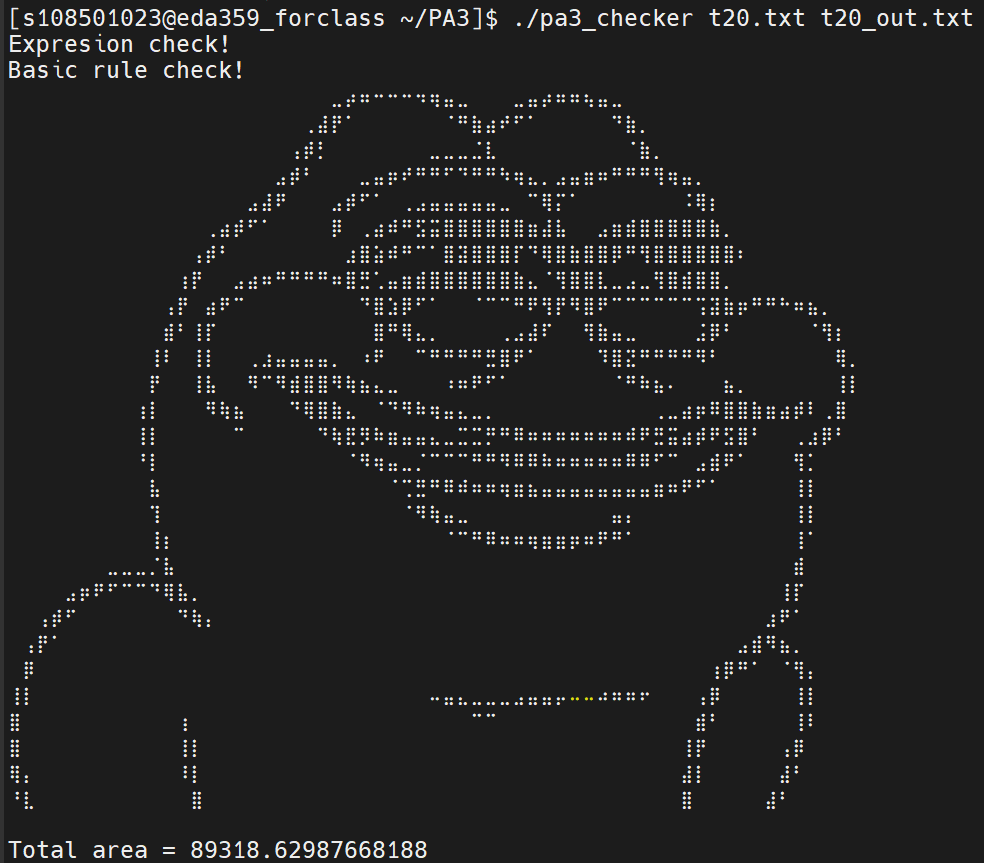 [s108501023@eda359_forclass ~/PA3]$ ./pa3_checker t20.txt t20_out.txt
Expresion check!
Basic rule check!
Total area = 89318.62987668188